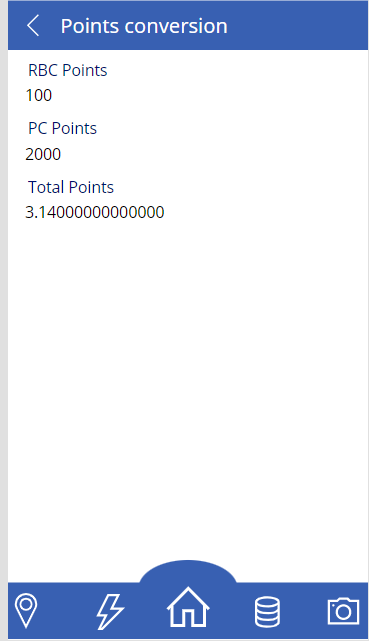 Points conversion
RBC Points
100
PC Points
2000
Total Points
3.14000000000000